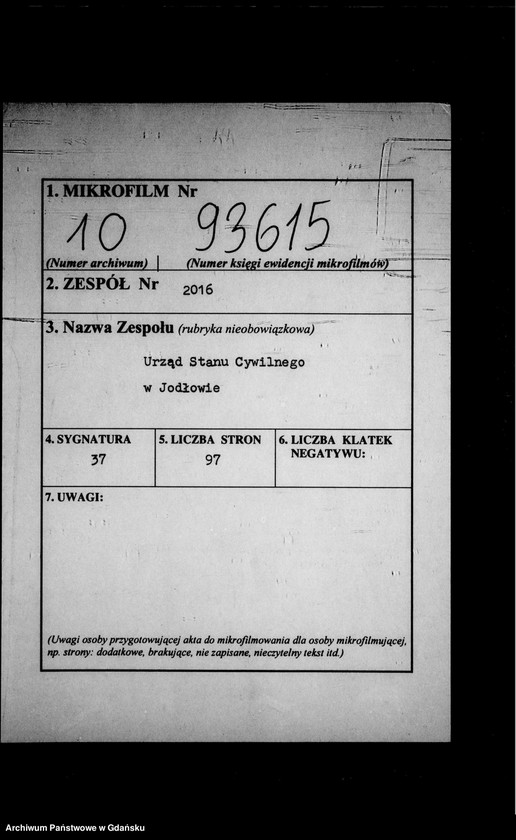 1. MIKROFILM Nr
10 93615
(Numer archiwum) (Numer księgi ewidencji mikrofilmów)
2. ZESPÓŁ Nr 2016
3. Nazwa Zespołu (rubryka nieobowiązkowa)
Urząd Stanu Cywilnego
w Jodłowie
4. SYGNATURA 5. LICZBA STRON 6. LICZBA KLATEK
NEGATYWU:
37 97
7. UWAGI:
(Uwagi osoby przygotowującej akta do mikrofilmowania dla osoby mikrofilmującej,
np. strony: dodatkowe, brakujące, nie zapisane, nieczytelny tekst itd.)
Archiwum Państwowe w Gdańsku